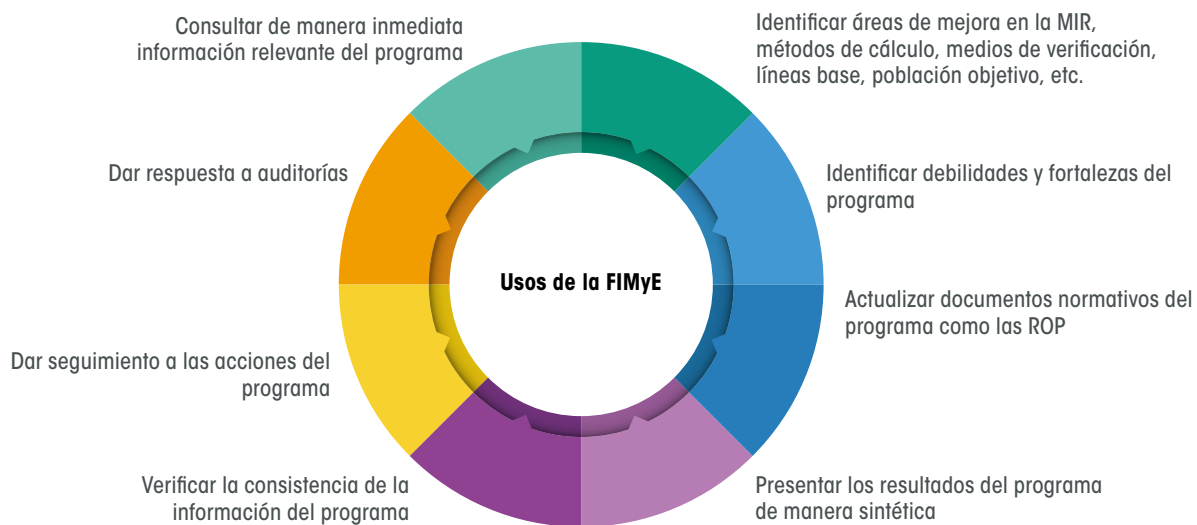 Consultar de manera inmediata
información relevante del programa
Identificar áreas de mejora en la MIR,
métodos de cálculo, medios de verificación,
líneas base, población objetivo, etc.
Dar respuesta a auditorías
Identificar debilidades y fortalezas del
programa
Usos de la FIMyE
Actualizar documentos normativos del
programa como las ROP
Dar seguimiento a las acciones del
programa
Verificar la consistencia de la
información del programa
Presentar los resultados del programa
de manera sintética